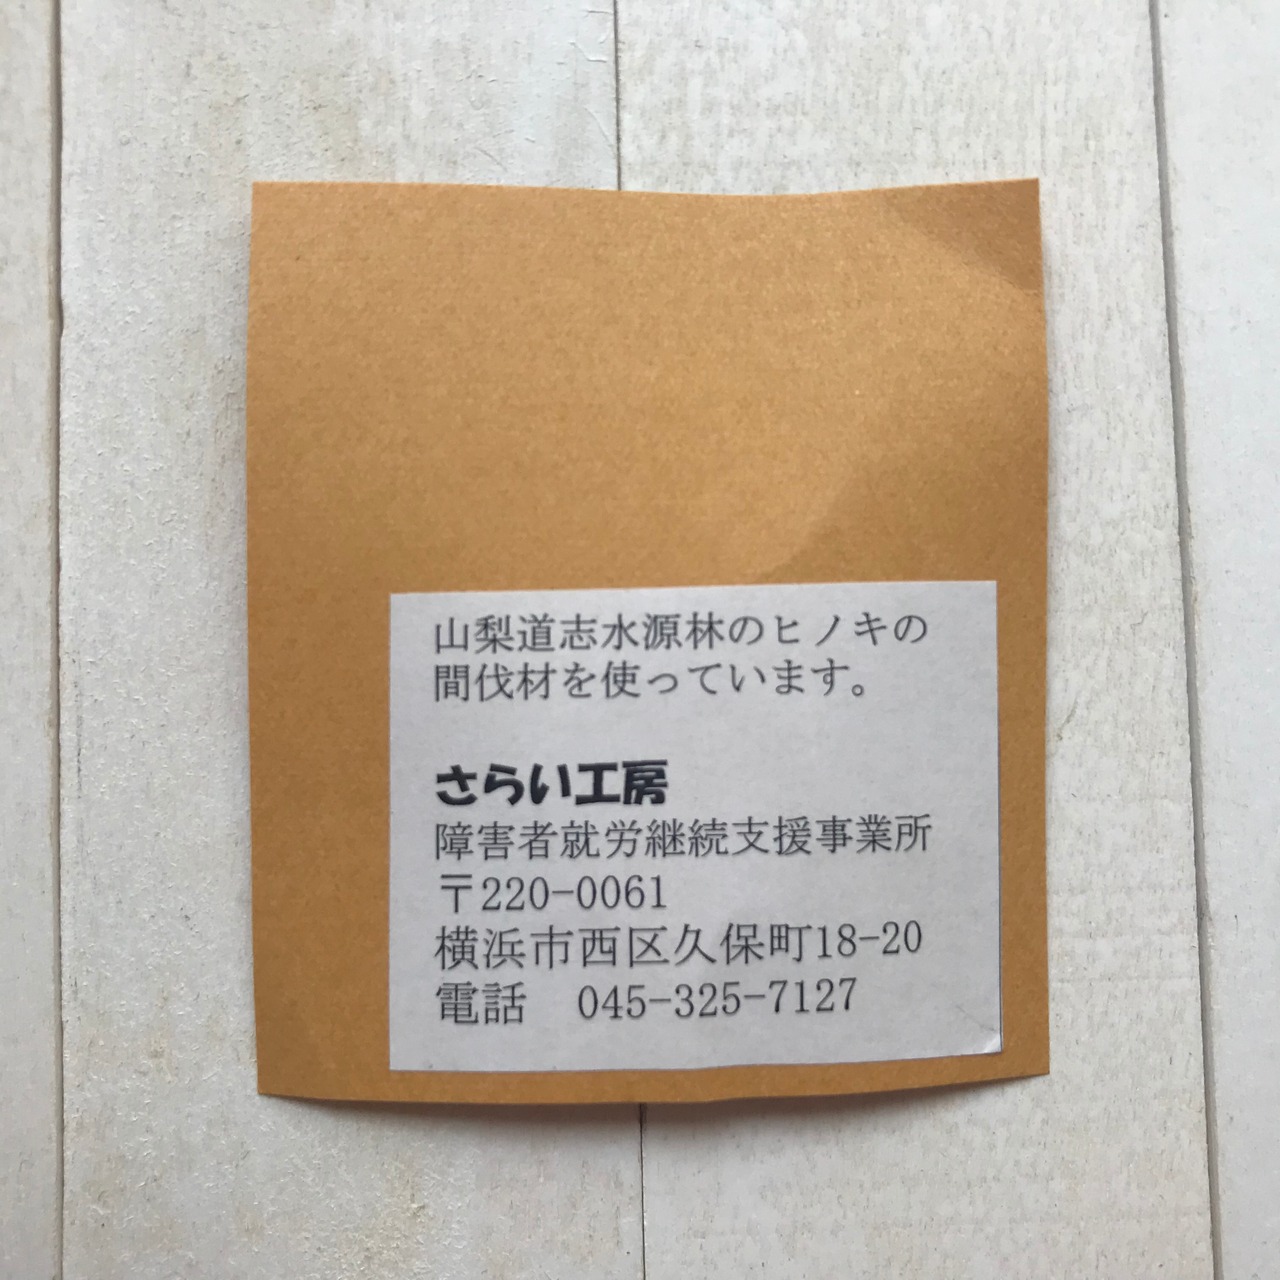 山梨道志水源林のヒノキの
間伐材を使っています。
さらい工房
障害者就労継続支援事業所
〒220-0061
横浜市西区久保町18-20
電話　045-325-7127